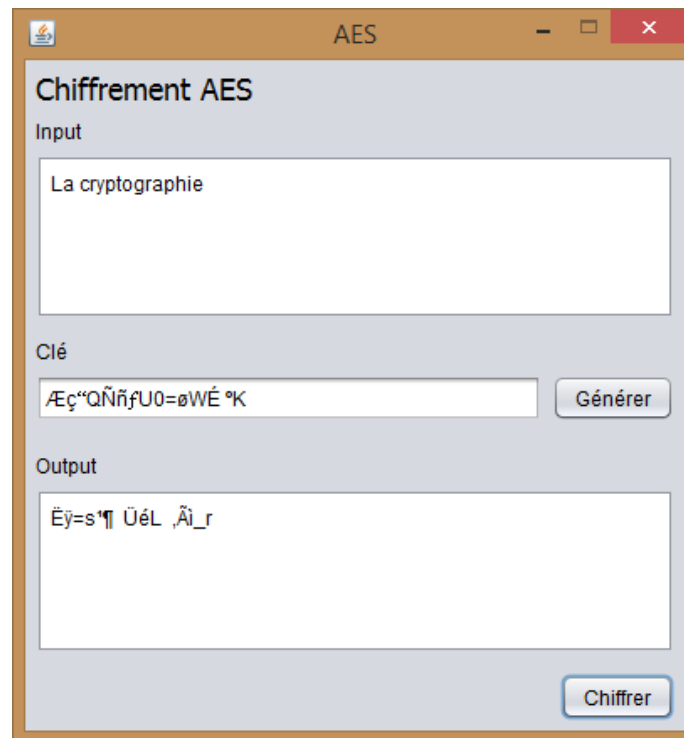 AES
Chiffrement AES
Input
La cryptographie
Clé
Æç“QÑñƒU0=øWÉ ºK
Générer
Output
Ëÿ=s¹¶ ÜéL ‚Ãì_r
Chiffrer